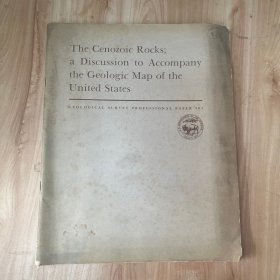 The Cenozoic Rocks:
a Discussion to Accompany
the Geologic Map of the
United States
GEOLOGICAL SURVEY PROFESSIONAL PAPER